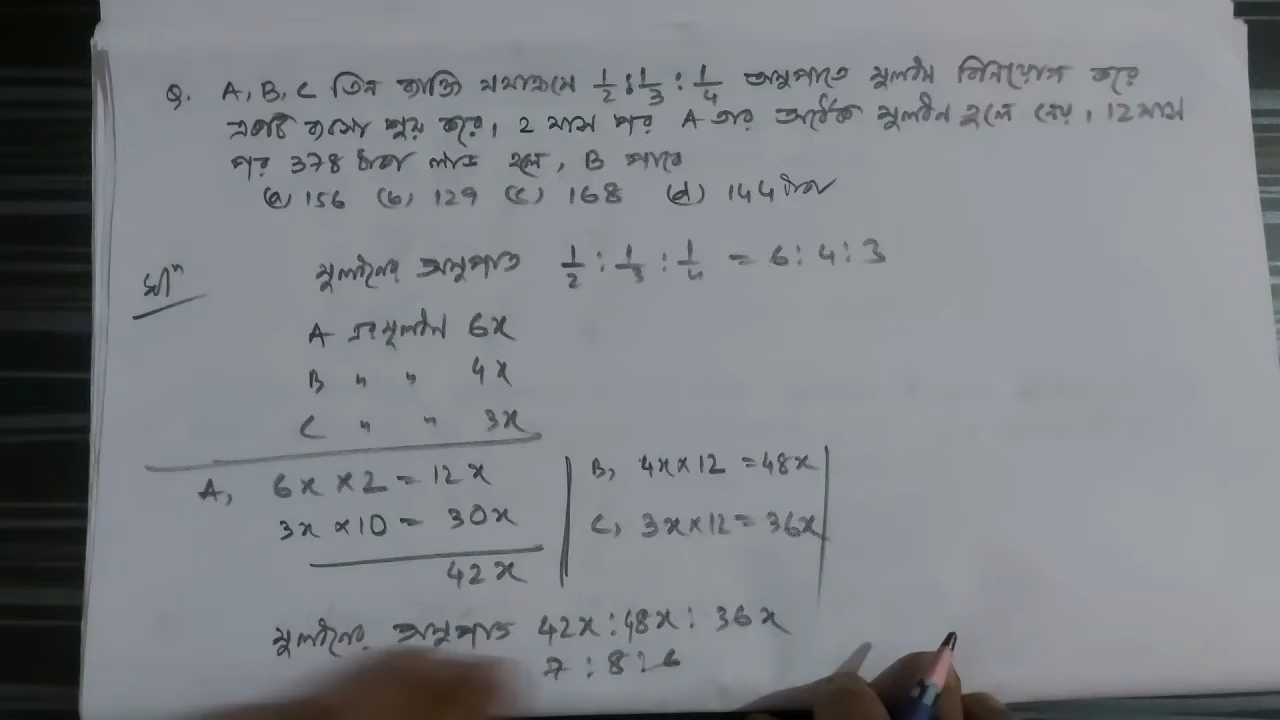 Q. A, B, C তিন ব্যক্তি যথাক্রমে 1/2 : 1/3 : 1/4 অনুপাতে মূলধন বিনিয়োগ করে
একটি ব্যবসা শুরু করে। 2 মাস পর A তার অর্ধেক মূলধন তুলে নেয়। 12 মাস
পর 378 টাকা লাভ হলে, B পাবে
(a) 156 (b) 129 (c) 168 (d) 144 টাকা
মূলধনের অনুপাত 1/2 : 1/3 : 1/4 = 6 : 4 : 3
A এর মূলধন 6x
B " " 4x
C " " 3x
A, 6x × 2 = 12x
3x × 10 = 30x
42x
B, 4x × 12 = 48x
C, 3x × 12 = 36x
মূলধনের অনুপাত 42x : 48x : 36x
7 : 8 : 6